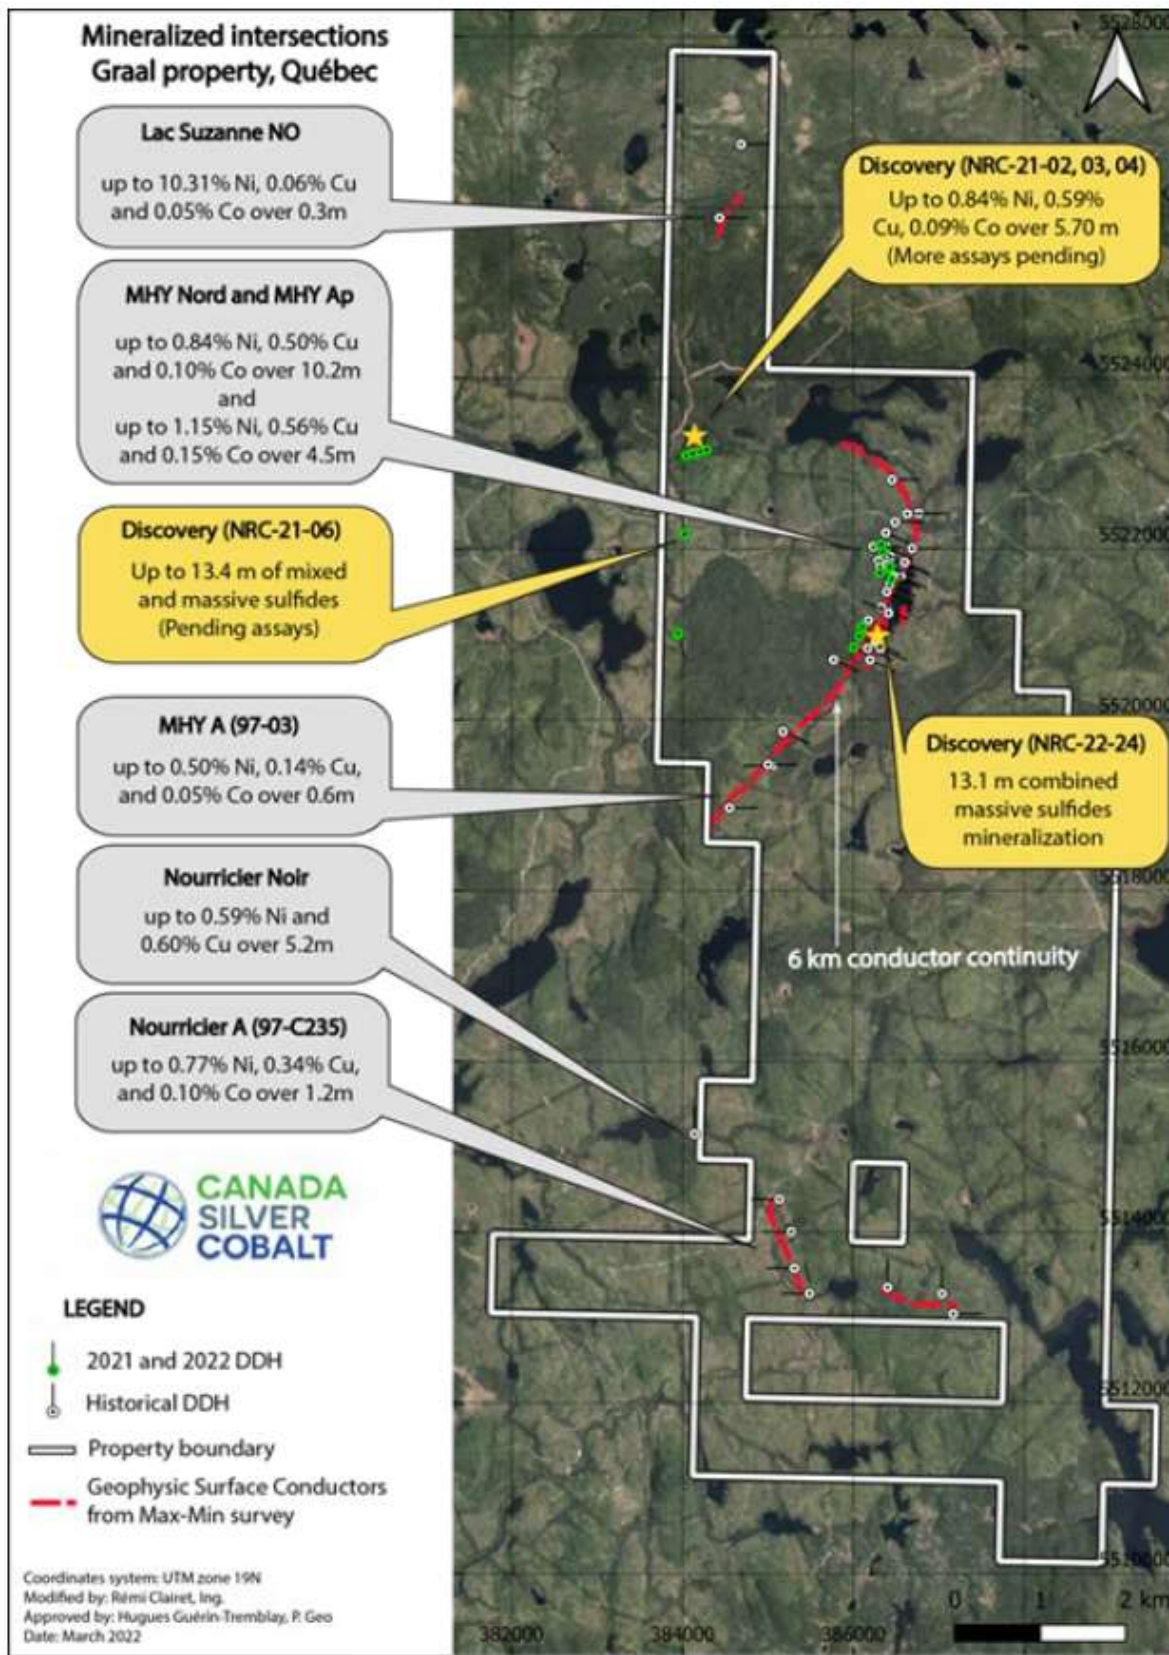 Mineralized intersections
Graal property, Québec
Lac Suzanne NO
up to 10.31% Ni, 0.06% Cu
and 0.05% Co over 0.3m
MHY Nord and MHY Ap
up to 0.84% Ni, 0.50% Cu
and 0.10% Co over 10.2m
and
up to 1.15% Ni, 0.56% Cu
and 0.15% Co over 4.5m
Discovery (NRC-21-06)
Up to 13.4 m of mixed
and massive sulfides
(Pending assays)
MHY A (97-03)
up to 0.50% Ni, 0.14% Cu,
and 0.05% Co over 0.6m
Nourricier Noir
up to 0.59% Ni and
0.60% Cu over 5.2m
Nourricier A (97-C235)
up to 0.77% Ni, 0.34% Cu,
and 0.10% Co over 1.2m
CANADA
SILVER
COBALT
LEGEND
2021 and 2022 DDH
Historical DDH
Property boundary
Geophysic Surface Conductors
from Max-Min survey
Coordinates system: UTM zone 19N
Modified by: Rémi Clairet, Ing.
Approved by: Hugues Guérin-Tremblay, P. Geo
Date: March 2022
5528000
Discovery (NRC-21-02, 03, 04)
Up to 0.84% Ni, 0.59%
Cu, 0.09% Co over 5.70 m
(More assays pending)
5524000
5522000
5520000
Discovery (NRC-22-24)
13.1 m combined
massive sulfides
mineralization
5518000
6 km conductor continuity
5516000
5514000
5512000
5510000
0 1 2 km
382000 384000 386000